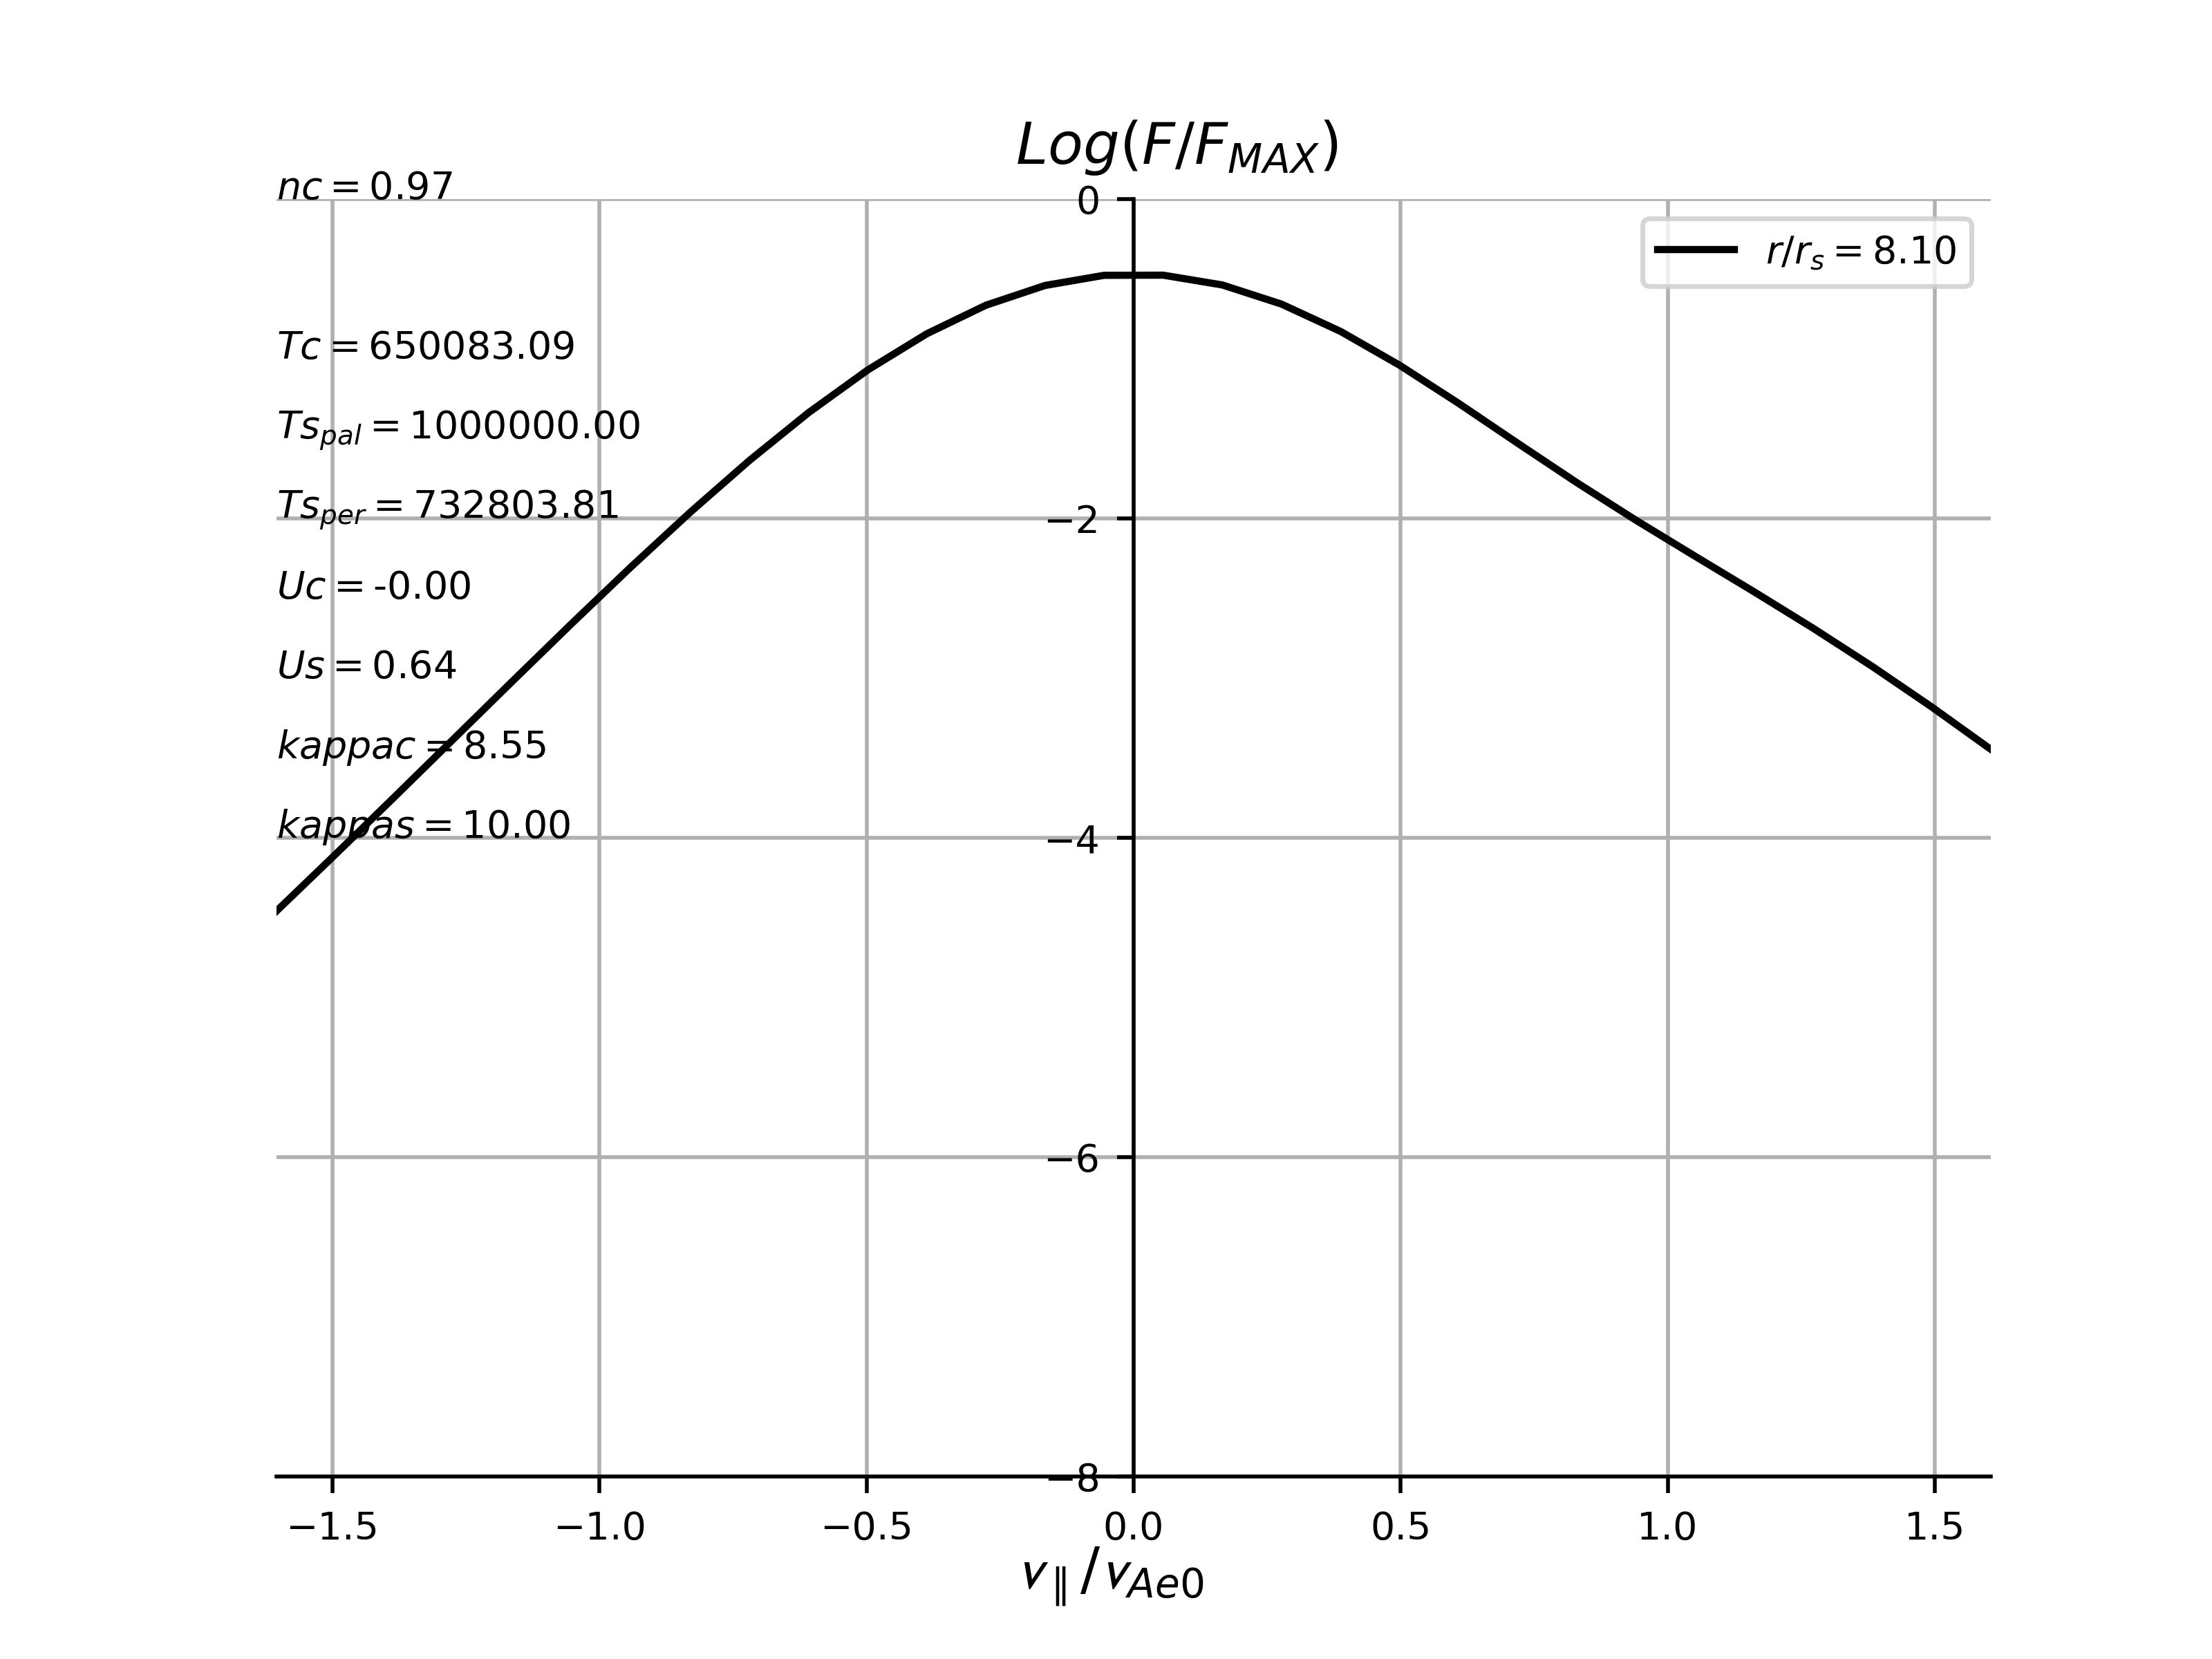 Log(F/F_MAX)
nc = 0.97
0
r/r_s = 8.10
Tc = 650083.09
Ts_pal = 1000000.00
Ts_per = 732803.81
−2
Uc = -0.00
Us = 0.64
kappac = 8.55
kappas = 10.00
−4
−6
−8
−1.5 −1.0 −0.5 0.0 0.5 1.0 1.5
v_∥/v_Ae0